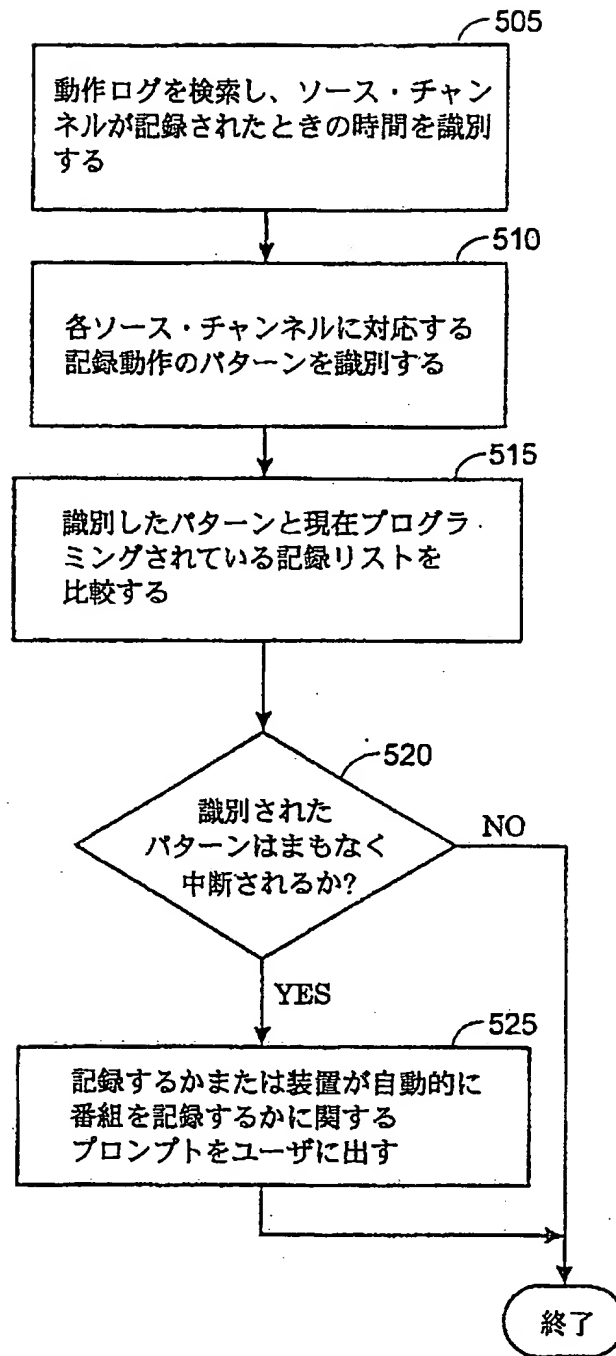 505
動作ログを検索し、ソース・チャン
ネルが記録されたときの時間を識別
する
510
各ソース・チャンネルに対応する
記録動作のパターンを識別する
515
識別したパターンと現在プログラ
ミングされている記録リストを
比較する
520
識別された
パターンはまもなく
中断されるか?
NO
YES
525
記録するかまたは装置が自動的に
番組を記録するかに関する
プロンプトをユーザに出す
終了